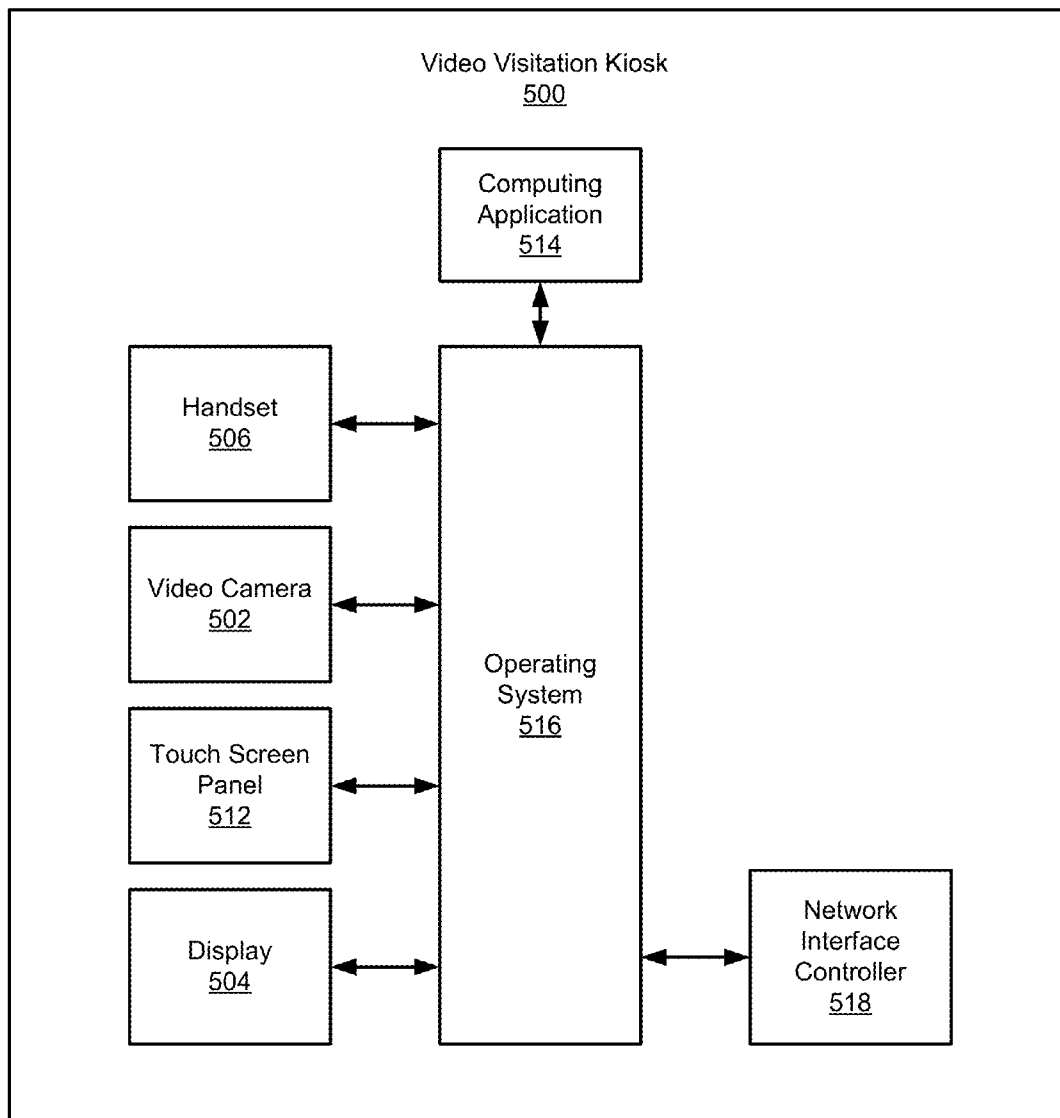 Video Visitation Kiosk
500
Computing
Application
514
Handset
506
Video Camera
502
Touch Screen
Panel
512
Display
504
Operating
System
516
Network
Interface
Controller
518